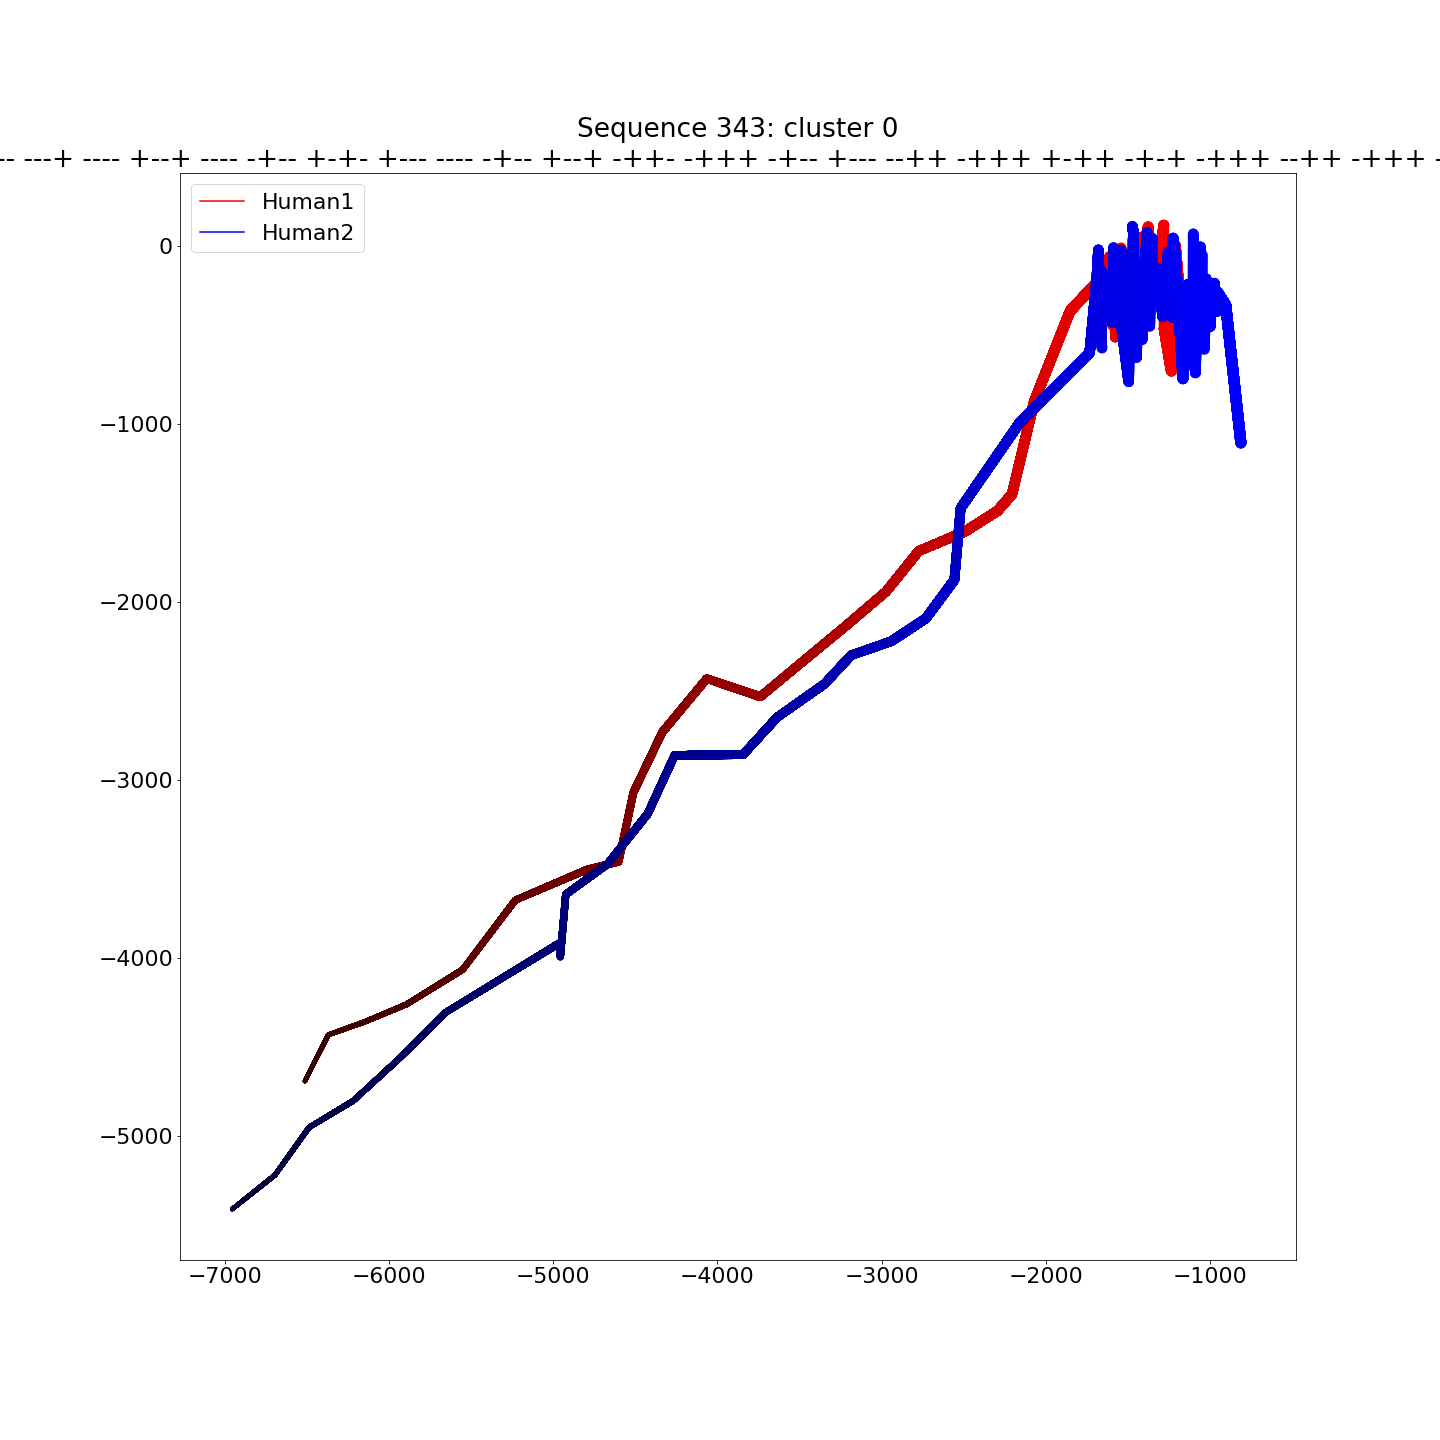 Sequence 343: cluster 0
-- ---+ ---- +--+ ---- -+-- +-+- +--- ---- -+-- +--+ -++- -+++ -+-- +--- --++ -+++ +-++ -+-+ -+++ --++ -+++ -
Human1
Human2
0
−1000
−2000
−3000
−4000
−5000
−7000 −6000 −5000 −4000 −3000 −2000 −1000